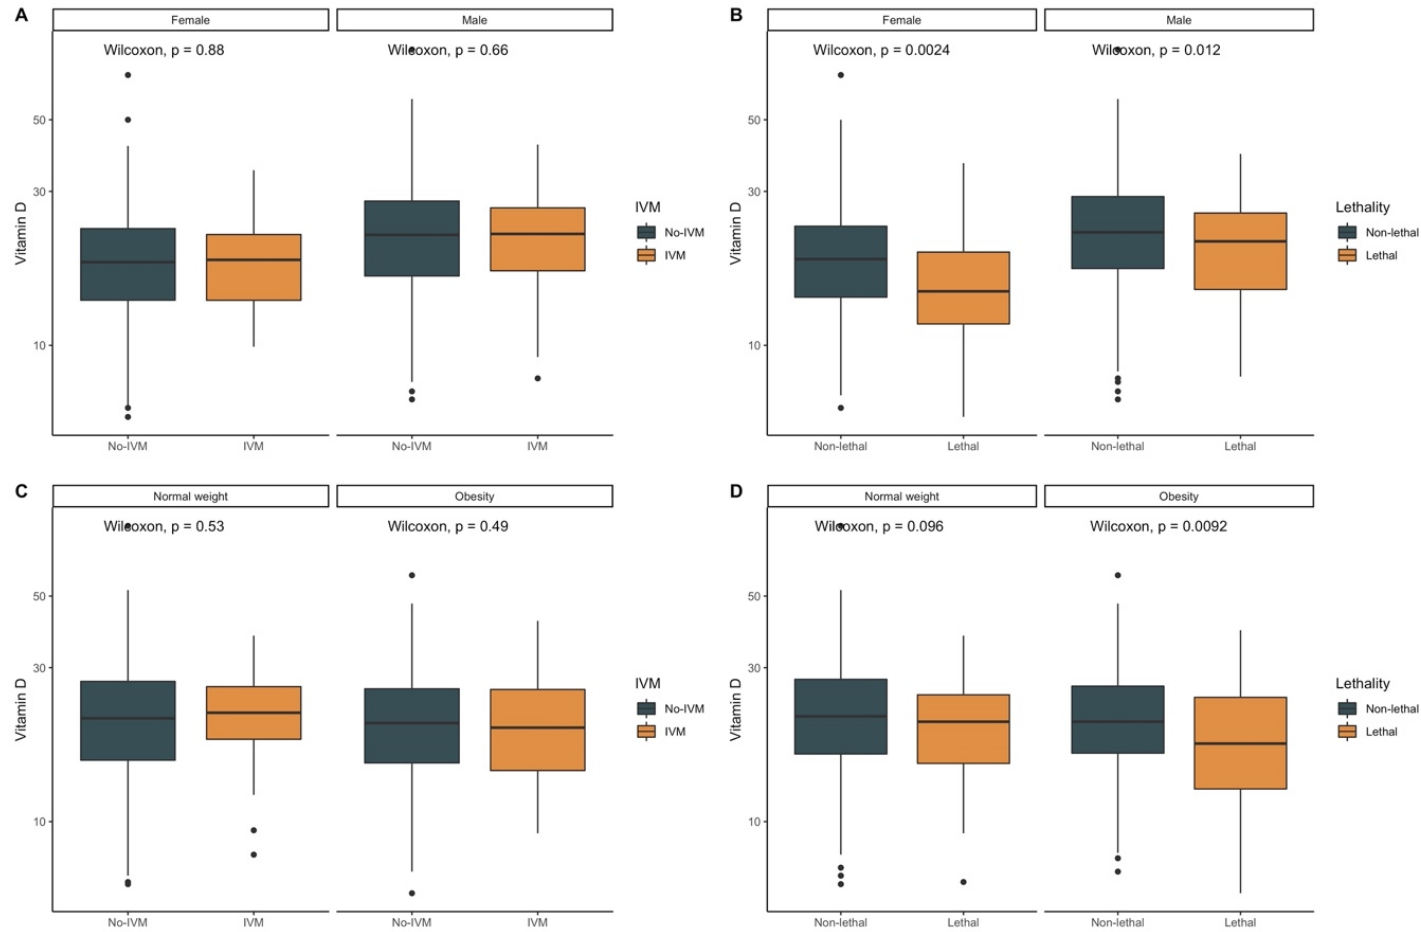 A
Female
Male
Wilcoxon, p = 0.88
Wilcoxon, p = 0.66
50
30
10
Vitamin D
IVM
No-IVM
IVM
No-IVM
IVM
No-IVM
IVM
B
Female
Male
Wilcoxon, p = 0.0024
Wilcoxon, p = 0.012
50
30
10
Vitamin D
Lethality
Non-lethal
Lethal
Non-lethal
Lethal
Non-lethal
Lethal
C
Normal weight
Obesity
Wilcoxon, p = 0.53
Wilcoxon, p = 0.49
50
30
10
Vitamin D
IVM
No-IVM
IVM
No-IVM
IVM
No-IVM
IVM
D
Normal weight
Obesity
Wilcoxon, p = 0.096
Wilcoxon, p = 0.0092
50
30
10
Vitamin D
Lethality
Non-lethal
Lethal
Non-lethal
Lethal
Non-lethal
Lethal